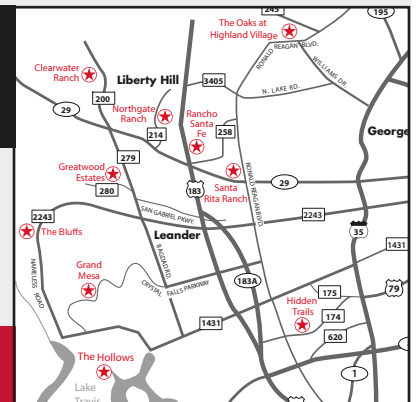 245
195
The Oaks at
Highland Village
RONALD REAGAN BLVD.
WILLIAMS DR.
Clearwater
Ranch
Liberty Hill
3405
N. LAKE RD.
200
29
Northgate
Ranch
214
Rancho
Santa
Fe
258
George
279
Greatwood
Estates
280
183
Santa
Rita Ranch
RONALD REAGAN BLVD.
29
2243
SAN GABREL PKWY.
2243
The Bluffs
Leander
35
1431
NAMELESS ROAD
BAGDAD RD.
Grand
Mesa
CRYSTAL FALLS PARKWAY
183A
175
79
Hidden
Trails
174
1431
620
The Hollows
1
Lake
Travis